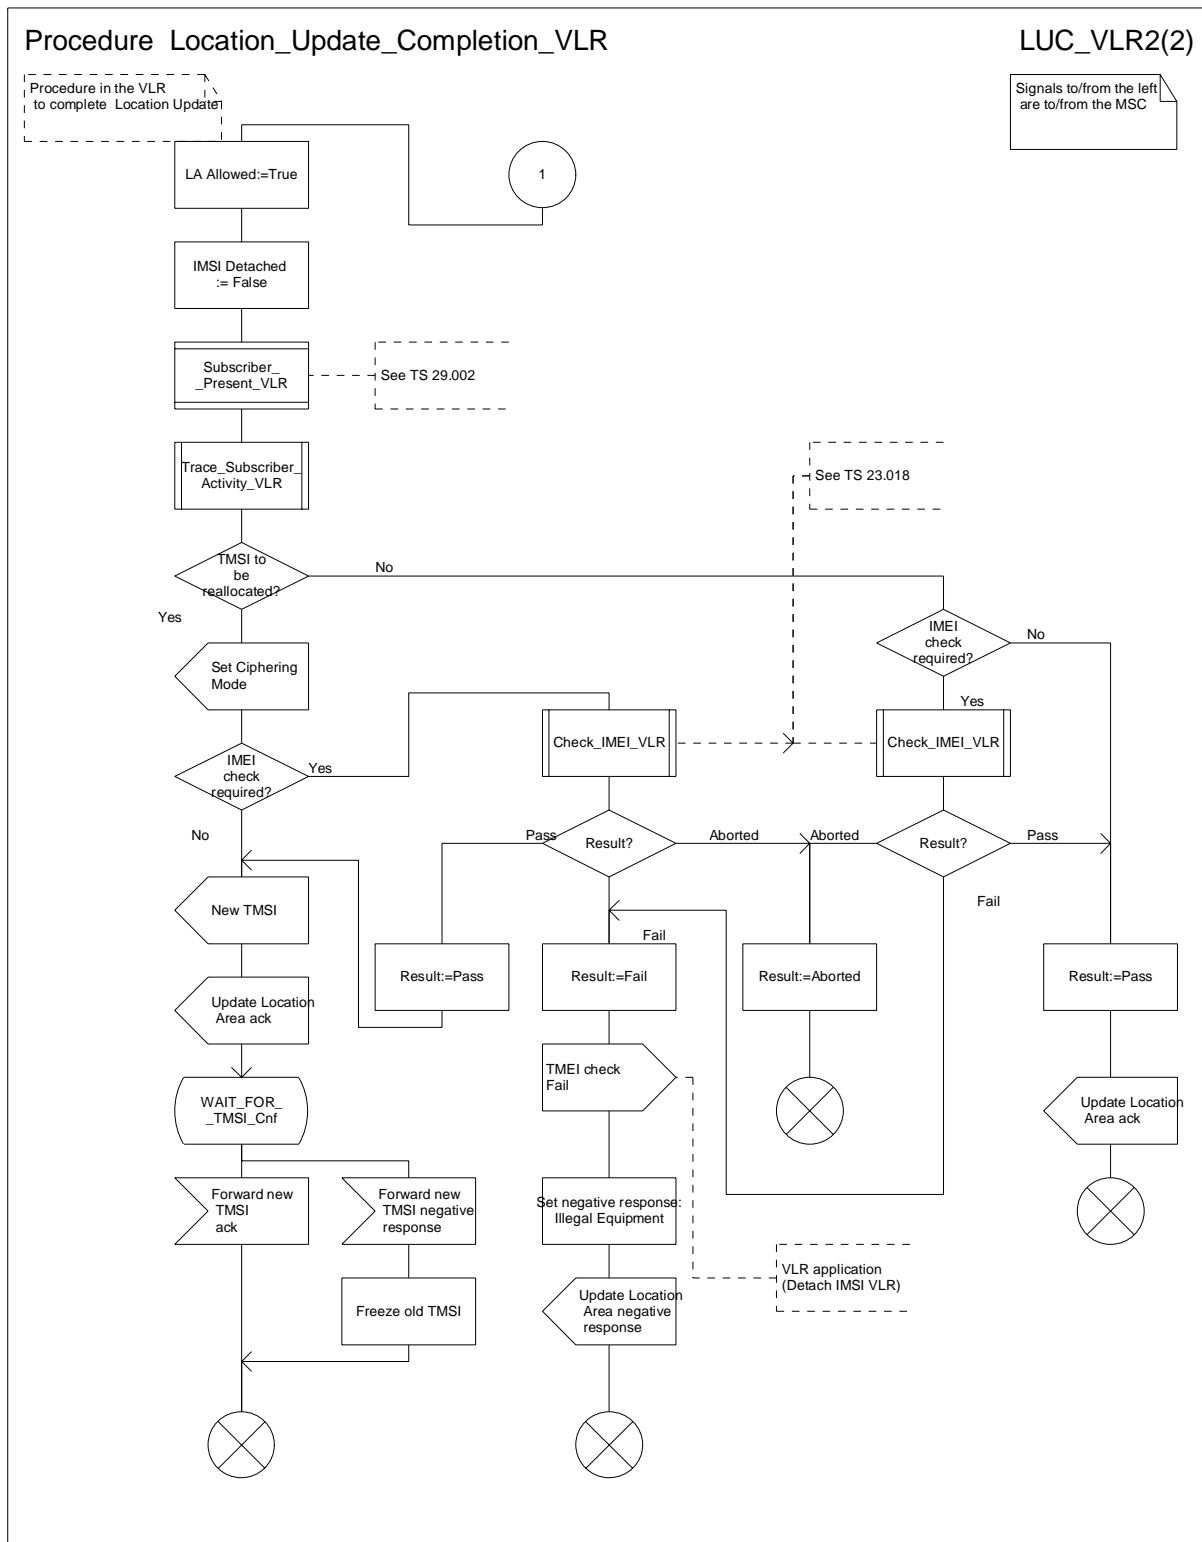 Procedure Location_Update_Completion_VLR
LUC_VLR2(2)
Procedure in the VLR
to complete Location Update
Signals to/from the left
are to/from the MSC
LA Allowed:=True
1
IMSI Detached
:= False
Subscriber_
_Present_VLR
See TS 29.002
Trace_Subscriber_
Activity_VLR
See TS 23.018
TMSI to
be
reallocated?
No
Yes
IMEI
check
required?
No
Set Ciphering
Mode
Yes
Check_IMEI_VLR
Check_IMEI_VLR
IMEI
check
required?
Yes
No
Pass
Result?
Aborted
Aborted
Result?
Pass
Fail
New TMSI
Fail
Result:=Pass
Result:=Fail
Result:=Aborted
Result:=Pass
Update Location
Area ack
TMEI check
Fail
WAIT_FOR_
_TMSI_Cnf
Update Location
Area ack
Forward new
TMSI
ack
Forward new
TMSI negative
response
Set negative response:
Illegal Equipment
VLR application
(Detach IMSI VLR)
Freeze old TMSI
Update Location
Area negative
response